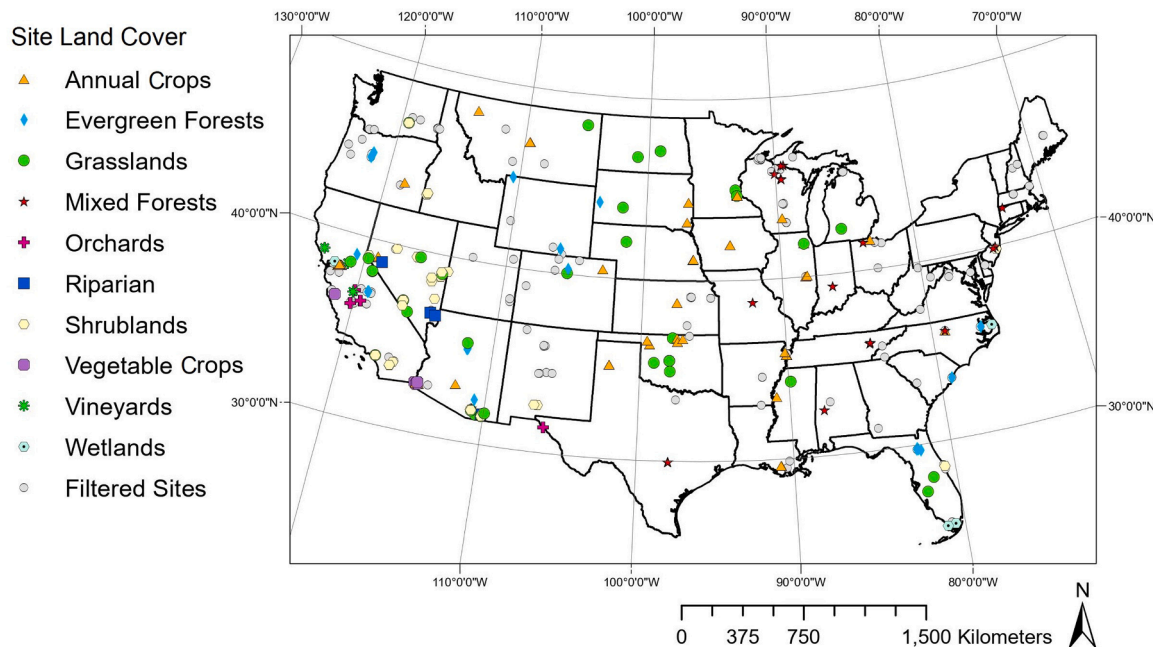 130°0'0"W 120°0'0"W 110°0'0"W 100°0'0"W 90°0'0"W 80°0'0"W 70°0'0"W
Site Land Cover
Annual Crops
Evergreen Forests
Grasslands
Mixed Forests
Orchards
Riparian
Shrublands
Vegetable Crops
Vineyards
Wetlands
Filtered Sites
40°0'0"N 40°0'0"N
30°0'0"N 30°0'0"N
110°0'0"W 100°0'0"W 90°0'0"W 80°0'0"W
N
0 375 750 1,500 Kilometers